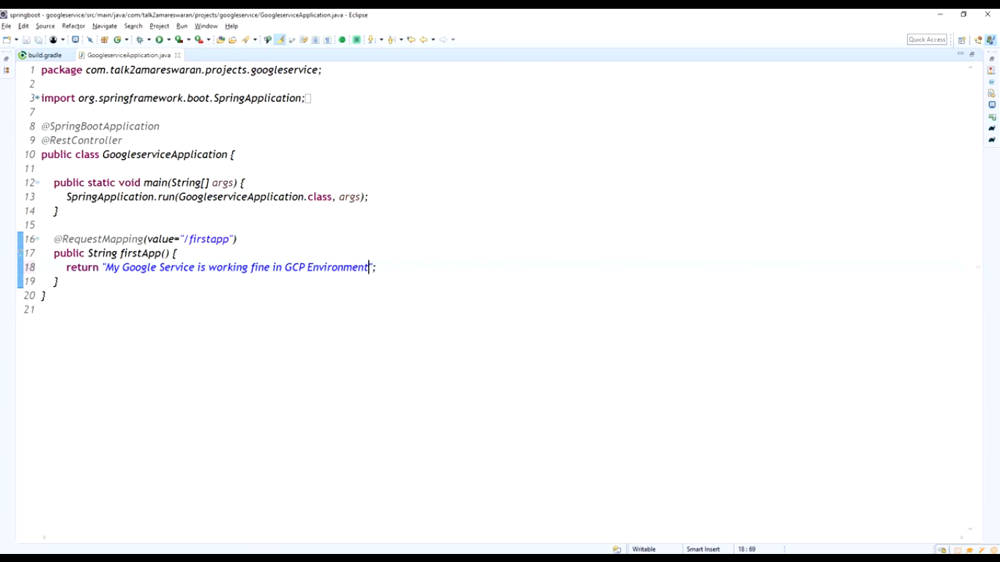 springboot - googleservice/src/main/java/com/talk2amareswaran/projects/googleservice/GoogleserviceApplication.java - Eclipse
File Edit Source Refactor Navigate Search Project Run Window Help
Quick Access
build.gradle GoogleserviceApplication.java
1 package com.talk2amareswaran.projects.googleservice;
2
3 import org.springframework.boot.SpringApplication;
7
8 @SpringBootApplication
9 @RestController
10 public class GoogleserviceApplication {
11
12 public static void main(String[] args) {
13 SpringApplication.run(GoogleserviceApplication.class, args);
14 }
15
16 @RequestMapping(value="/firstapp")
17 public String firstApp() {
18 return "My Google Service is working fine in GCP Environment";
19 }
20 }
21
Writable Smart Insert 18 : 69